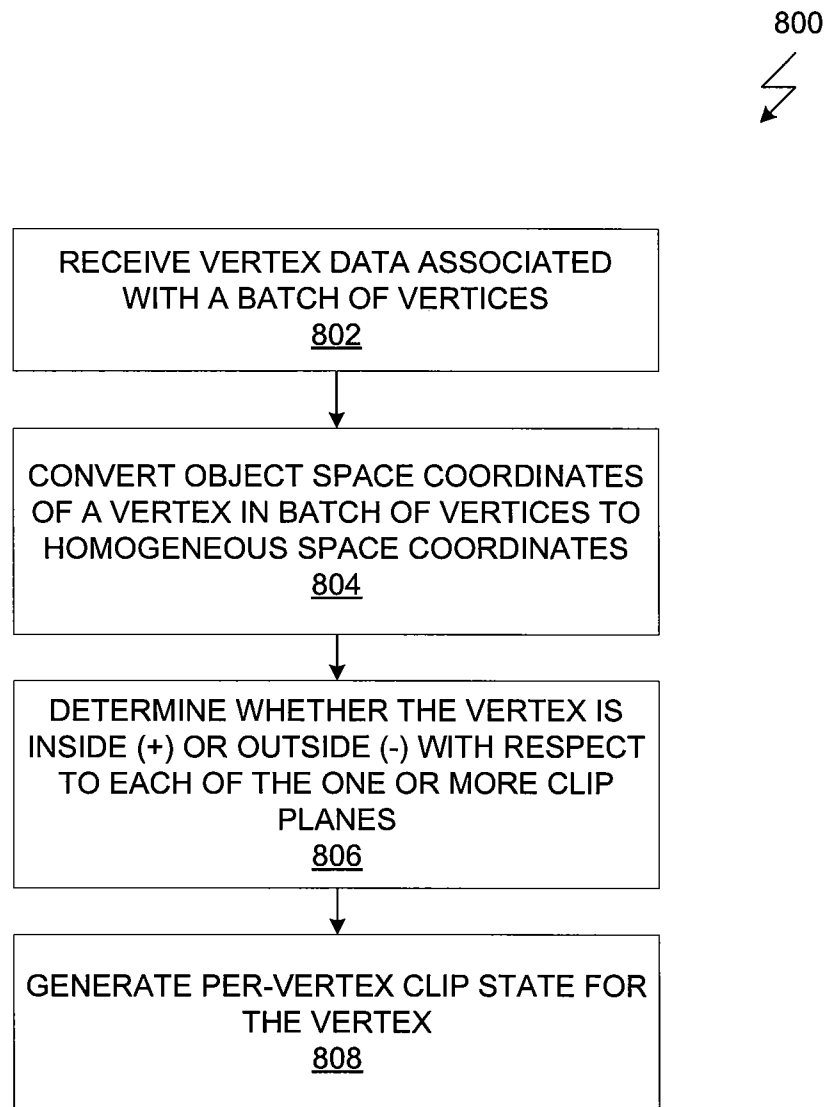 800
RECEIVE VERTEX DATA ASSOCIATED
WITH A BATCH OF VERTICES
802
CONVERT OBJECT SPACE COORDINATES
OF A VERTEX IN BATCH OF VERTICES TO
HOMOGENEOUS SPACE COORDINATES
804
DETERMINE WHETHER THE VERTEX IS
INSIDE (+) OR OUTSIDE (-) WITH RESPECT
TO EACH OF THE ONE OR MORE CLIP
PLANES
806
GENERATE PER-VERTEX CLIP STATE FOR
THE VERTEX
808